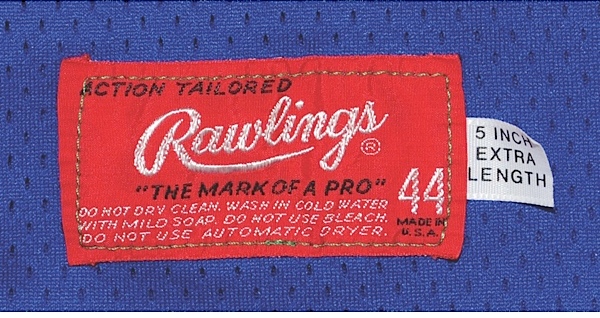 ACTION TAILORED
Rawlings®
"THE MARK OF A PRO"
44
DO NOT DRY CLEAN. WASH IN COLD WATER
WITH MILD SOAP. DO NOT USE BLEACH.
DO NOT USE AUTOMATIC DRYER.
MADE IN
U.S.A.
5 INCH
EXTRA
LENGTH